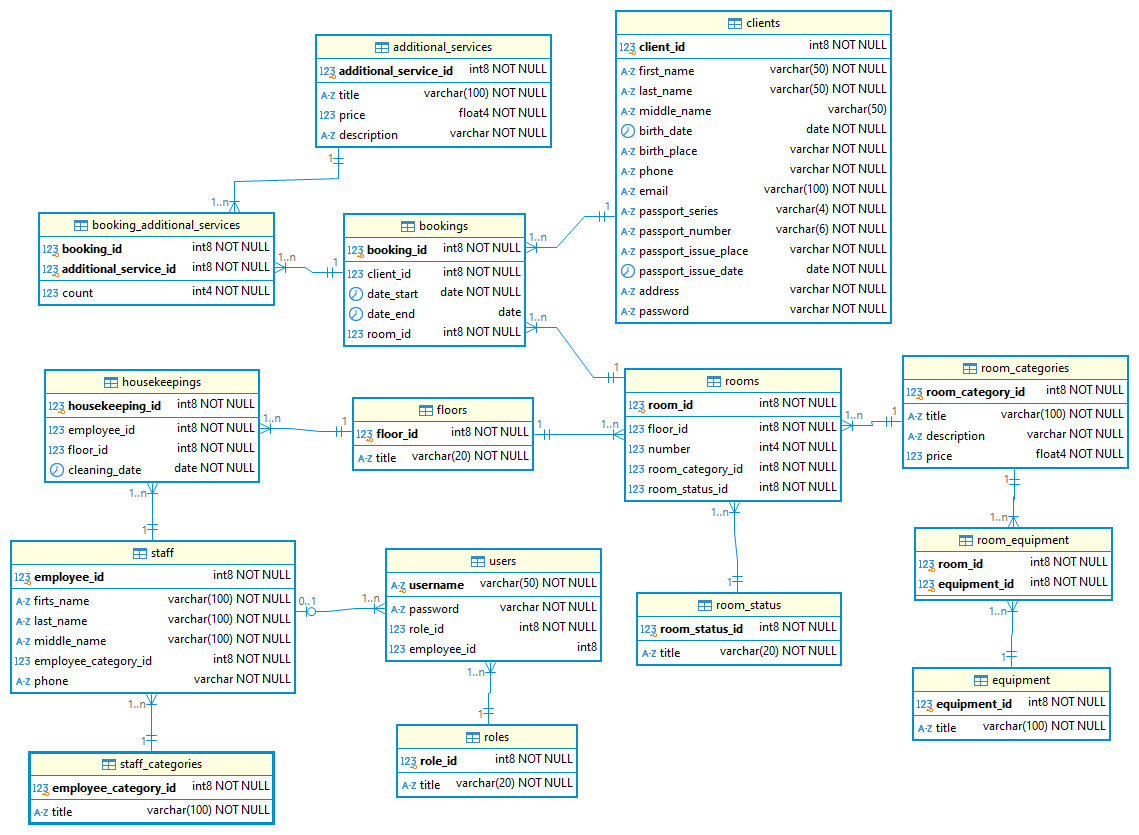 clients
123 client_id int8 NOT NULL
A-Z first_name varchar(50) NOT NULL
A-Z last_name varchar(50) NOT NULL
A-Z middle_name varchar(50)
birth_date date NOT NULL
A-Z birth_place varchar NOT NULL
A-Z phone varchar NOT NULL
A-Z email varchar(100) NOT NULL
A-Z passport_series varchar(4) NOT NULL
A-Z passport_number varchar(6) NOT NULL
A-Z passport_issue_place varchar NOT NULL
passport_issue_date date NOT NULL
A-Z address varchar NOT NULL
A-Z password varchar NOT NULL
additional_services
123 additional_service_id int8 NOT NULL
A-Z title varchar(100) NOT NULL
123 price float4 NOT NULL
A-Z description varchar NOT NULL
1
1..n
booking_additional_services
123 booking_id int8 NOT NULL
123 additional_service_id int8 NOT NULL
123 count int4 NOT NULL
1..n
1
bookings
123 booking_id int8 NOT NULL
123 client_id int8 NOT NULL
date_start date NOT NULL
date_end date
123 room_id int8 NOT NULL
1..n
1
1..n
1
housekeepings
123 housekeeping_id int8 NOT NULL
123 employee_id int8 NOT NULL
123 floor_id int8 NOT NULL
cleaning_date date NOT NULL
1..n
1
floors
123 floor_id int8 NOT NULL
A-Z title varchar(20) NOT NULL
1
1..n
rooms
123 room_id int8 NOT NULL
123 floor_id int8 NOT NULL
123 number int4 NOT NULL
123 room_category_id int8 NOT NULL
123 room_status_id int8 NOT NULL
1..n
1
room_categories
123 room_category_id int8 NOT NULL
A-Z title varchar(100) NOT NULL
A-Z description varchar NOT NULL
123 price float4 NOT NULL
1
1..n
room_equipment
123 room_id int8 NOT NULL
123 equipment_id int8 NOT NULL
1..n
1
equipment
123 equipment_id int8 NOT NULL
A-Z title varchar(100) NOT NULL
1..n
1
room_status
123 room_status_id int8 NOT NULL
A-Z title varchar(20) NOT NULL
1..n
1
staff
123 employee_id int8 NOT NULL
A-Z firts_name varchar(100) NOT NULL
A-Z last_name varchar(100) NOT NULL
A-Z middle_name varchar(100) NOT NULL
123 employee_category_id int8 NOT NULL
A-Z phone varchar NOT NULL
0..1
1..n
users
A-Z username varchar(50) NOT NULL
A-Z password varchar NOT NULL
123 role_id int8 NOT NULL
123 employee_id int8
1..n
1
roles
123 role_id int8 NOT NULL
A-Z title varchar(20) NOT NULL
1..n
1
staff_categories
123 employee_category_id int8 NOT NULL
A-Z title varchar(100) NOT NULL